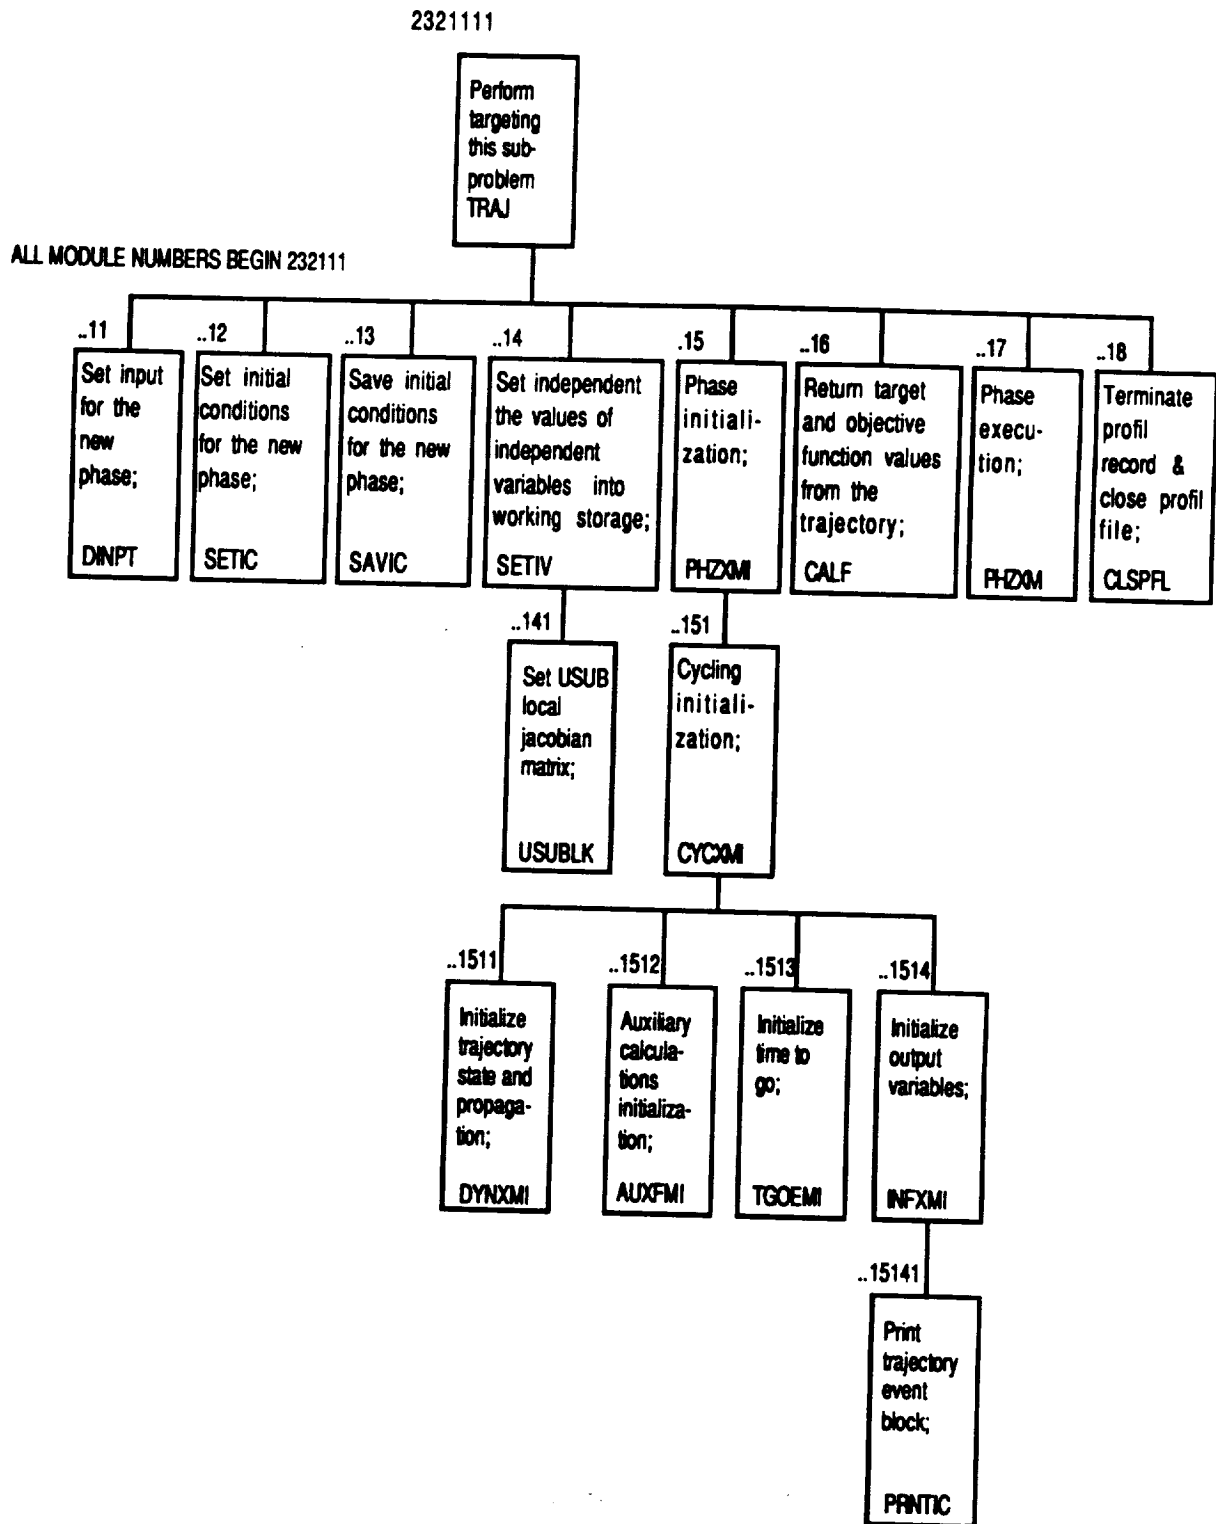 2321111
Perform
targeting
this sub-
problem
TRAJ
ALL MODULE NUMBERS BEGIN 232111
..11
Set input
for the
new
phase;
DINPT
..12
Set initial
conditions
for the new
phase;
SETIC
..13
Save initial
conditions
for the new
phase;
SAVIC
..14
Set independent
the values of
independent
variables into
working storage;
SETIV
.15
Phase
initiali-
zation;
PHZXMI
..16
Return target
and objective
function values
from the
trajectory;
CALF
..17
Phase
execu-
tion;
PHZXM
..18
Terminate
profil
record &
close profil
file;
CLSPFL
..141
Set USUB
local
jacobian
matrix;
USUBLK
..151
Cycling
initiali-
zation;
CYCXMI
..1511
Initialize
trajectory
state and
propaga-
tion;
DYNXMI
..1512
Auxiliary
calcula-
tions
initializa-
tion;
AUXFMI
..1513
Initialize
time to
go;
TGOEMI
..1514
Initialize
output
variables;
INFXMI
..15141
Print
trajectory
event
block;
PRNTIC